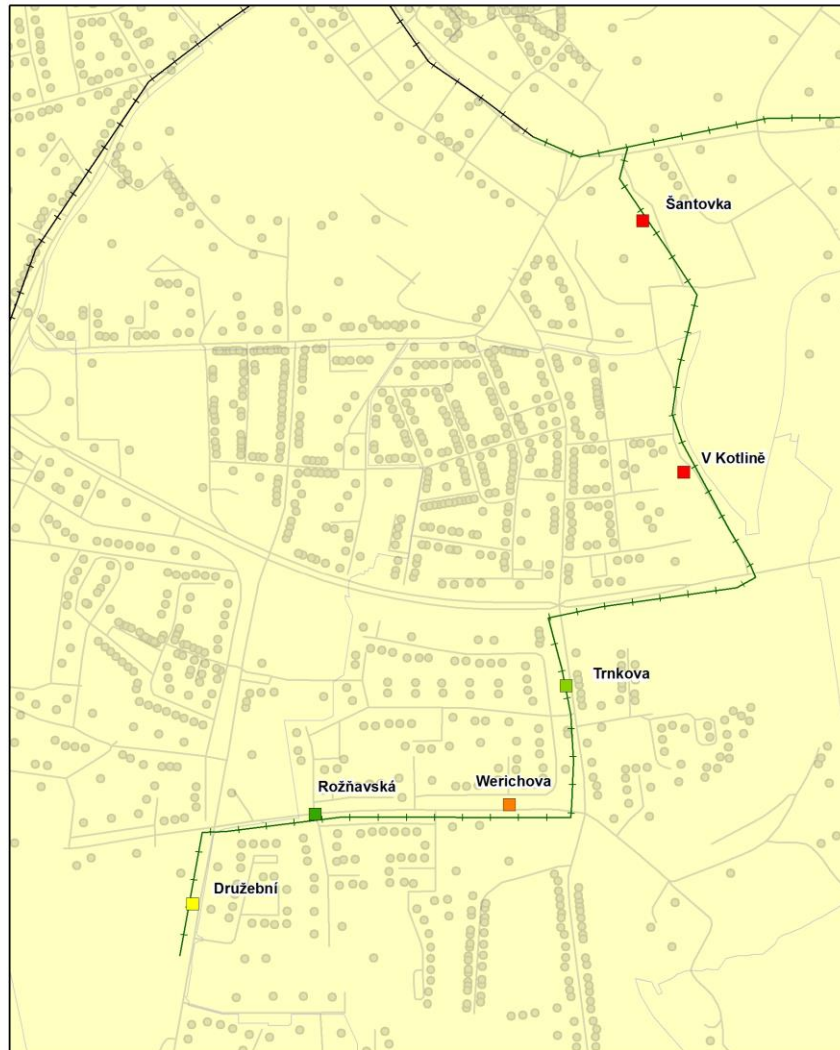 Šantovka
V Kotlině
Trnkova
Werichova
Rožňavská
Družební